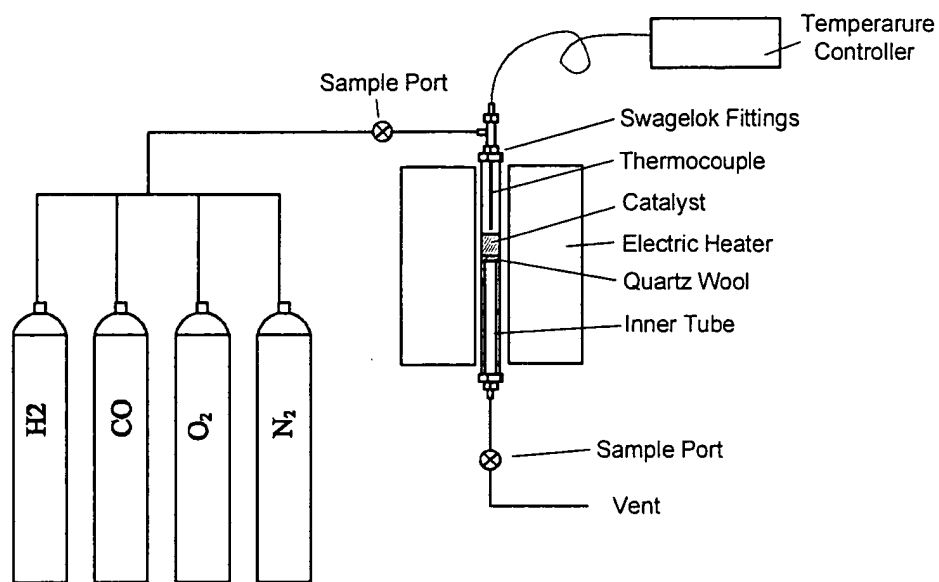 Temperarure
Controller
Sample Port
Swagelok Fittings
Thermocouple
Catalyst
Electric Heater
Quartz Wool
Inner Tube
H2
CO
O₂
N₂
Sample Port
Vent